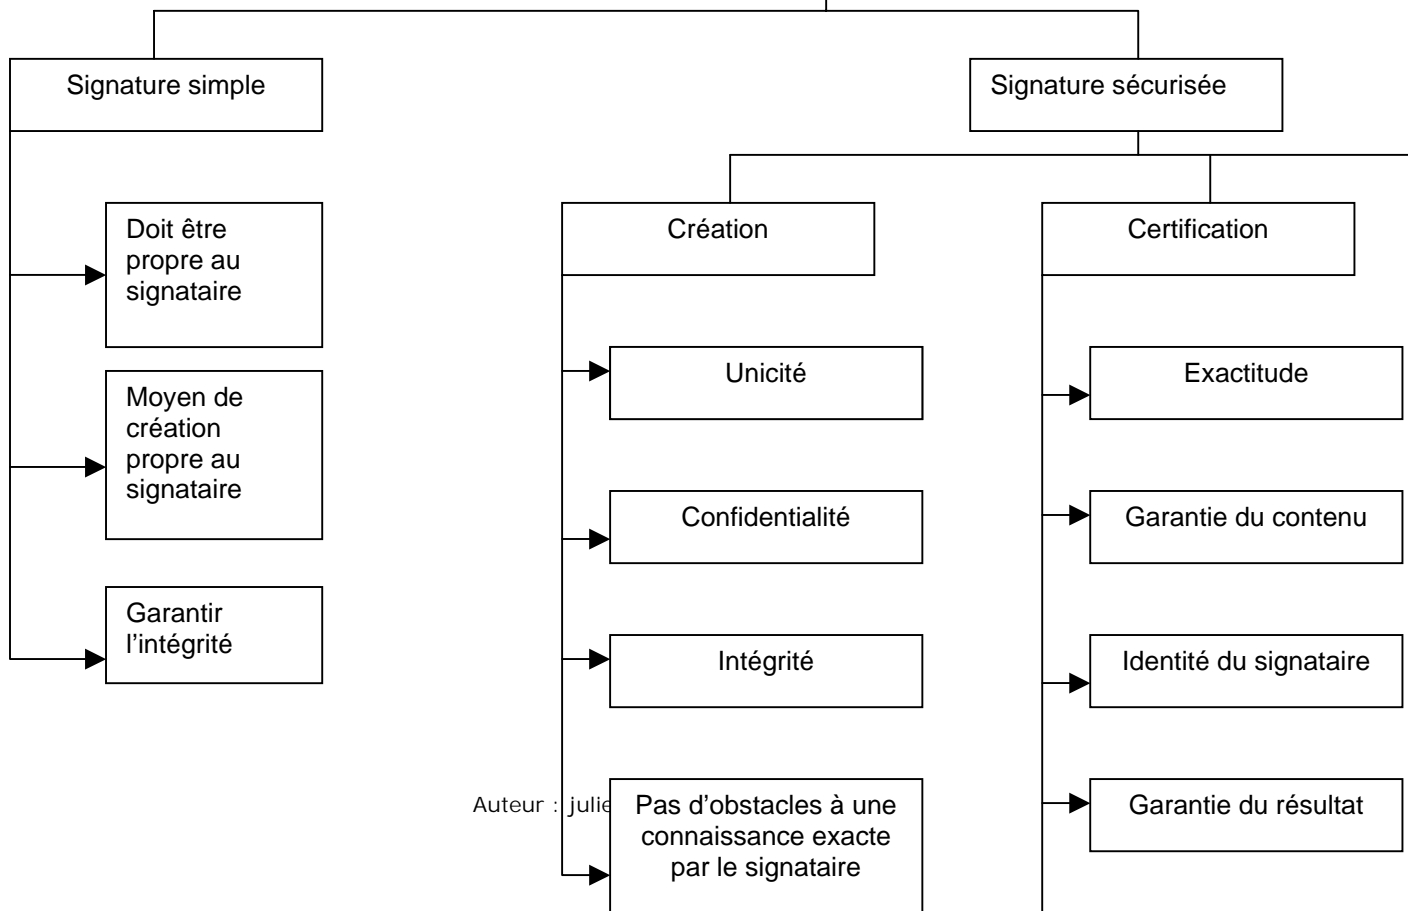 Signature simple
Signature sécurisée
Doit être
propre au
signataire
Moyen de
création
propre au
signataire
Garantir
l’intégrité
Création
Unicité
Confidentialité
Intégrité
Pas d’obstacles à une
connaissance exacte
par le signataire
Certification
Exactitude
Garantie du contenu
Identité du signataire
Garantie du résultat
Auteur :